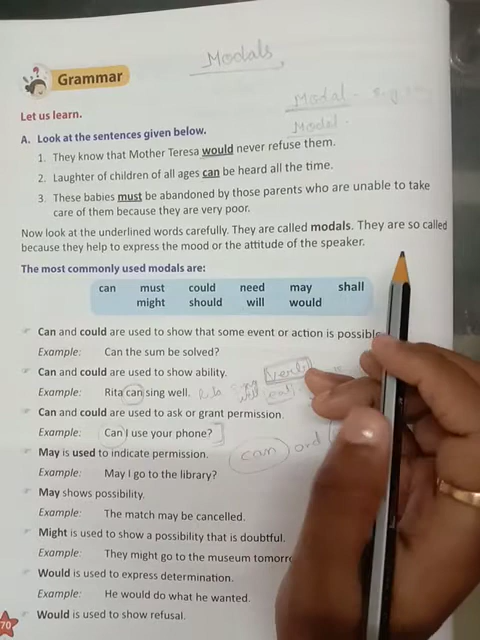 Modals
Grammar
Modal -
Let us learn.
Model -
A. Look at the sentences given below.
1. They know that Mother Teresa would never refuse them.
2. Laughter of children of all ages can be heard all the time.
3. These babies must be abandoned by those parents who are unable to take
care of them because they are very poor.
Now look at the underlined words carefully. They are called modals. They are so called
because they help to express the mood or the attitude of the speaker.
The most commonly used modals are:
can must could need may shall
might should will would
Can and could are used to show that some event or action is possible
Example: Can the sum be solved?
Can and could are used to show ability. Verb
Example: Rita can sing well. Rita sing well eat
Can and could are used to ask or grant permission.
Example: Can I use your phone?
can and
May is used to indicate permission.
Example: May I go to the library?
May shows possibility.
Example: The match may be cancelled.
Might is used to show a possibility that is doubtful.
Example: They might go to the museum tomorr
Would is used to express determination.
Example: He would do what he wanted.
Would is used to show refusal.
70